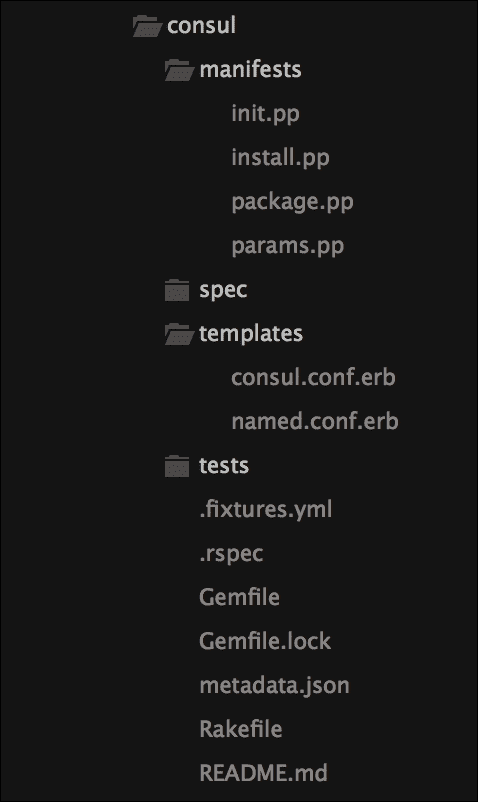 consul
manifests
init.pp
install.pp
package.pp
params.pp
spec
templates
consul.conf.erb
named.conf.erb
tests
.fixtures.yml
.rspec
Gemfile
Gemfile.lock
metadata.json
Rakefile
README.md